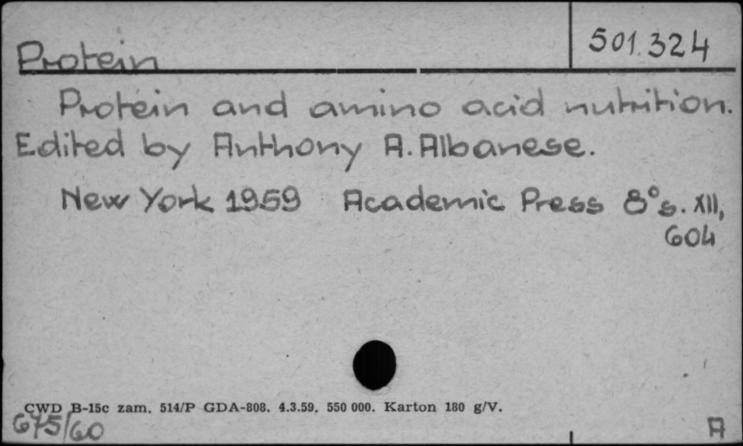 Protein
501.324
Protein and amino acid nutrition.
Edited by Anthony A. Albanese.
New York 1959 Academic Press 8° s. XII,
604
CWD B-15c zam. 514/P GDA-808. 4.3.59. 550 000. Karton 180 g/V.
675/60
A